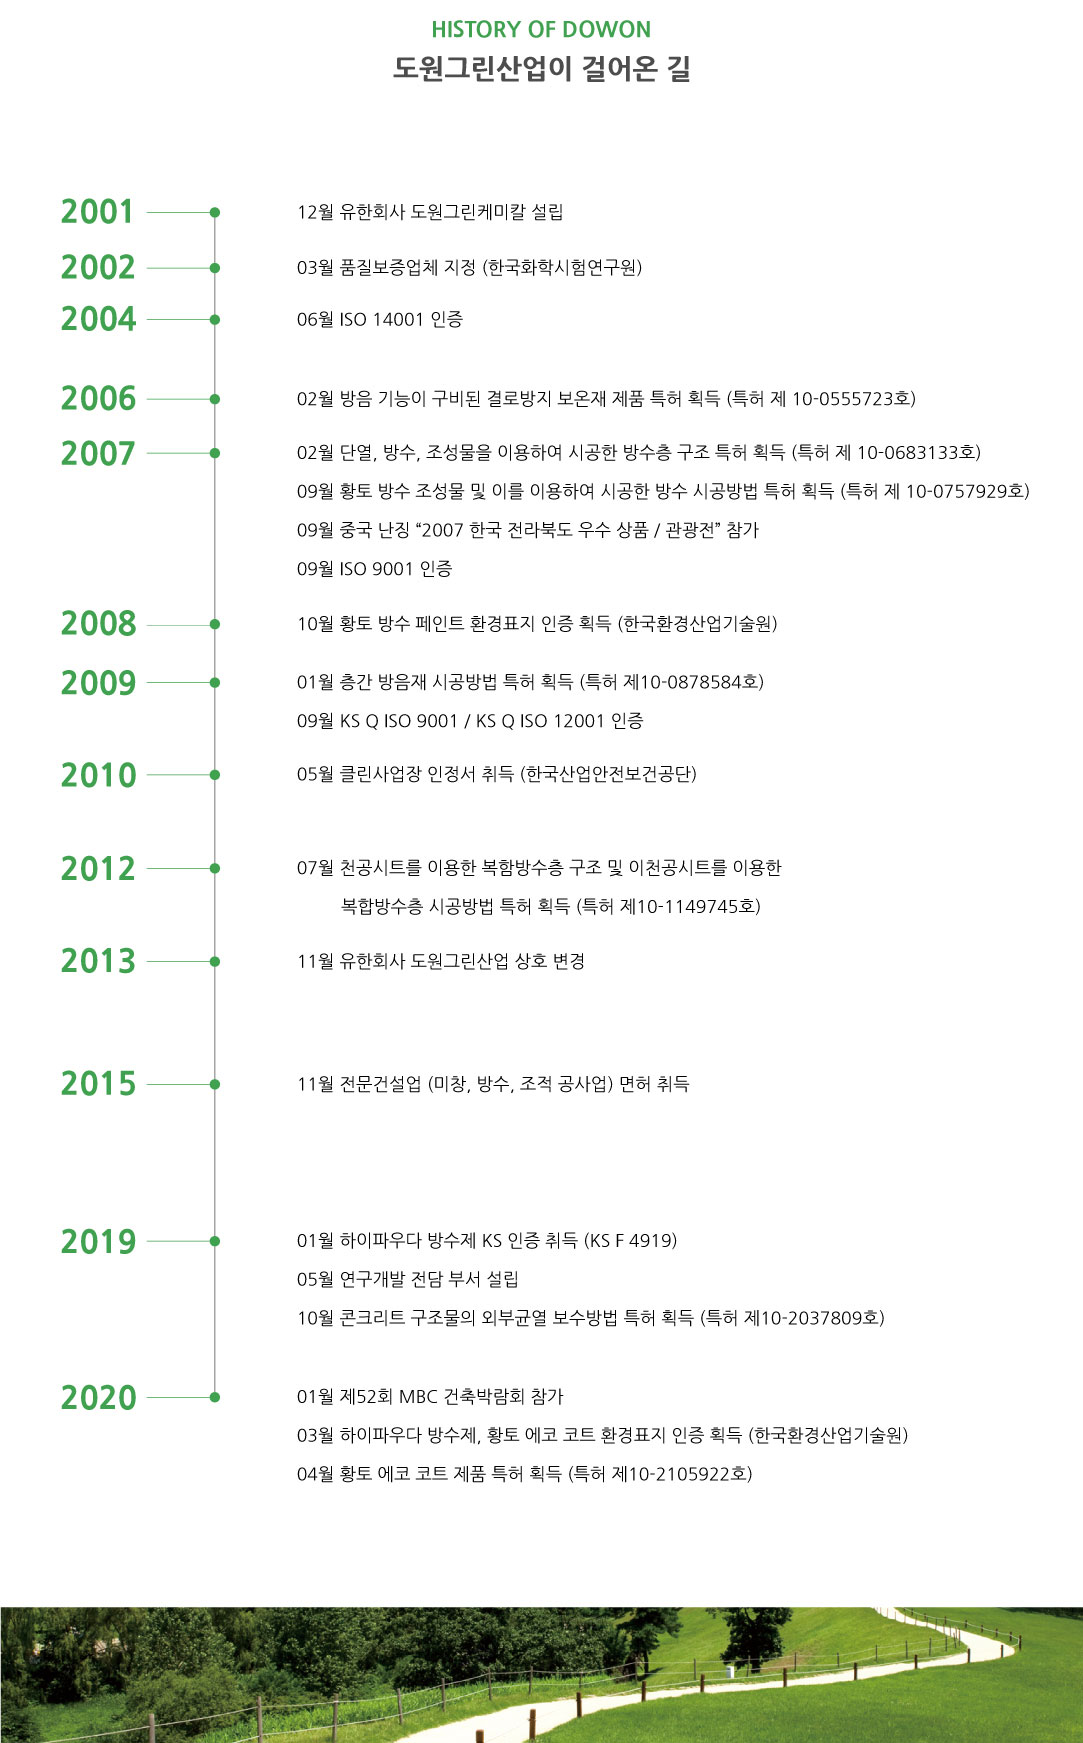 HISTORY OF DOWON
도원그린산업이 걸어온 길
2001 12월 유한회사 도원그린케미칼 설립
2002 03월 품질보증업체 지정 (한국화학시험연구원)
2004 06월 ISO 14001 인증
2006 02월 방음 기능이 구비된 결로방지 보온재 제품 특허 획득 (특허 제 10-0555723호)
2007 02월 단열, 방수, 조성물을 이용하여 시공한 방수층 구조 특허 획득 (특허 제 10-0683133호)
09월 황토 방수 조성물 및 이를 이용하여 시공한 방수 시공방법 특허 획득 (특허 제 10-0757929호)
09월 중국 난징 “2007 한국 전라북도 우수 상품 / 관광전” 참가
09월 ISO 9001 인증
2008 10월 황토 방수 페인트 환경표지 인증 획득 (한국환경산업기술원)
2009 01월 층간 방음재 시공방법 특허 획득 (특허 제10-0878584호)
09월 KS Q ISO 9001 / KS Q ISO 12001 인증
2010 05월 클린사업장 인정서 취득 (한국산업안전보건공단)
2012 07월 천공시트를 이용한 복함방수층 구조 및 이천공시트를 이용한
복합방수층 시공방법 특허 획득 (특허 제10-1149745호)
2013 11월 유한회사 도원그린산업 상호 변경
2015 11월 전문건설업 (미창, 방수, 조적 공사업) 면허 취득
2019 01월 하이파우다 방수제 KS 인증 취득 (KS F 4919)
05월 연구개발 전담 부서 설립
10월 콘크리트 구조물의 외부균열 보수방법 특허 획득 (특허 제10-2037809호)
2020 01월 제52회 MBC 건축박람회 참가
03월 하이파우다 방수제, 황토 에코 코트 환경표지 인증 획득 (한국환경산업기술원)
04월 황토 에코 코트 제품 특허 획득 (특허 제10-2105922호)